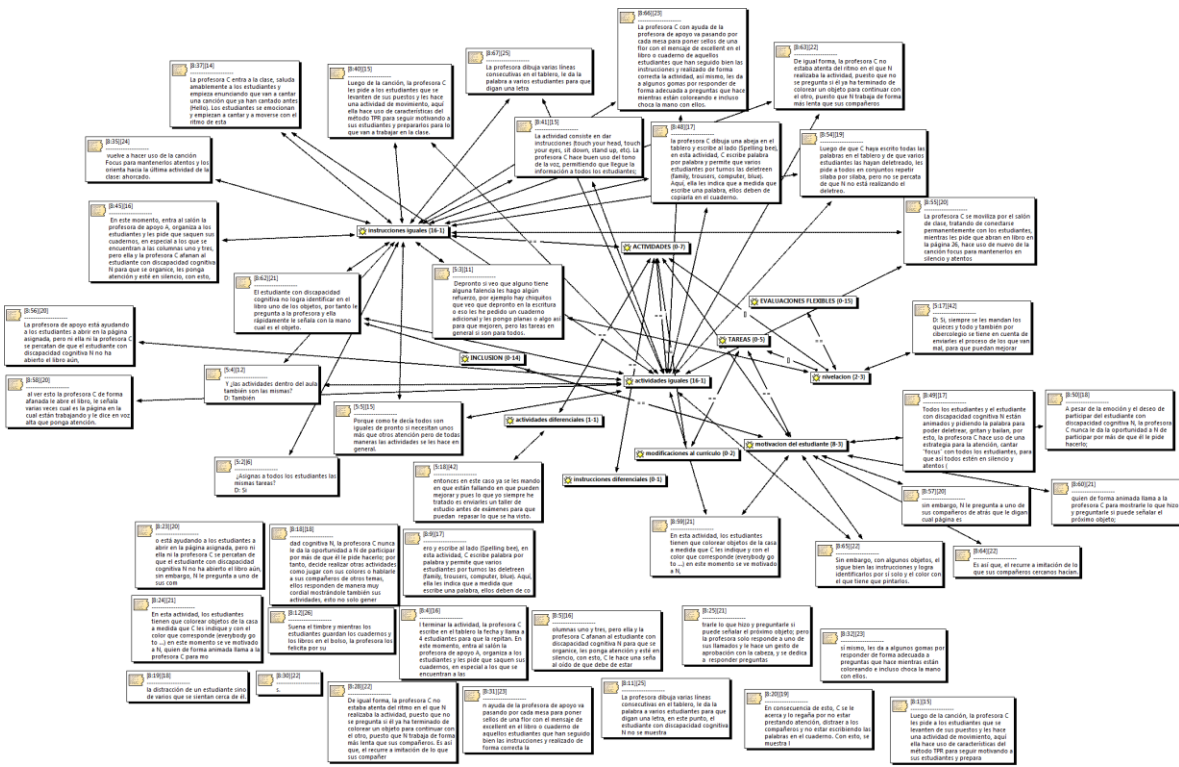 [8:66][23]
La profesora C con ayuda de la
profesora de apoyo va pasando por
cada mesa para poner sellos de una
flor con el mensaje de excellent en el
libro o cuaderno de aquellos
estudiantes que han seguido bien las
instrucciones y realizado de forma
correcta la actividad, así mismo, les da
a algunos gomas por responder de
forma adecuada a preguntas que hace
mientras están coloreando e incluso
choca la mano con ellos.
[8:67][25]
La profesora dibuja varias líneas
consecutivas en el tablero, le da la
palabra a varios estudiantes para que
digan una letra
[8:63][22]
De igual forma, la profesora C no
estaba atenta del ritmo en el que N
realizaba la actividad, puesto que no
se pregunta si él ya ha terminado de
colorear un objeto para continuar con
el otro, puesto que N trabaja de forma
más lenta que sus compañeros
[8:37][14]
La profesora C entra a la clase, saluda
amablemente a los estudiantes y
empieza enunciando que van a cantar
una canción que ya han cantado antes
(Hello). Los estudiantes se emocionan
y empiezan a cantar y a moverse con el
ritmo de esta
[8:40][15]
Luego de la canción, la profesora C
les pide a los estudiantes que se
levanten de sus puestos y les hace
una actividad de movimiento, aquí
ella hace uso de características del
método TPR para seguir motivando a
sus estudiantes y prepararlos para lo
que van a trabajar en la clase.
[8:41][15]
La actividad consiste en dar
instrucciones (touch your head, touch
your eyes, sit down, stand up, etc). La
profesora C hace buen uso del tono
de la voz, permitiendo que llegue la
información a todos los estudiantes;
[8:48][17]
la profesora C dibuja una abeja en el
tablero y escribe al lado (Spelling bee),
en esta actividad, C escribe palabra
por palabra y permite que varios
estudiantes por turnos las deletreen
(family, trousers, computer, blue).
Aquí, ella les indica que a medida que
escribe una palabra, ellos deben de
copiarla en el cuaderno.
[8:54][19]
Luego de que C haya escrito todas las
palabras en el tablero y de que varios
estudiantes las hayan deletreado, les
pide a todos en conjuntos repetir
silaba por silaba, pero no se percata
de que N no está realizando el
deletreo.
[8:35][24]
vuelve a hacer uso de la canción
Focus para mantenerlos atentos y los
orienta hacia la última actividad de la
clase: ahorcado.
[8:45][16]
En este momento, entra al salón la
profesora de apoyo A, organiza a los
estudiantes y les pide que saquen sus
cuadernos, en especial a los que se
encuentran a las columnas uno y tres,
pero ella y la profesora C afanan al
estudiante con discapacidad cognitiva
N para que se organice, les ponga
atención y esté en silencio, con esto,
[8:55][20]
La profesora C se moviliza por el salón
de clase, tratando de conectarse
permanentemente con los estudiantes,
mientras les pide que abran en libro en
la página 26, hace uso de nuevo de la
canción focus para mantenerlos en
silencio y atentos
instrucciones iguales {16-1}
ACTIVIDADES {0-7}
[8:62][21]
El estudiante con discapacidad
cognitiva no logra identificar en el
libro uno de los objetos, por tanto le
pregunta a la profesora y ella
rápidamente le señala con la mano
cual es el objeto.
[5:3][11]
Depronto si veo que alguno tiene
alguna falencia les hago algún
refuerzo, por ejemplo hay chiquitos
que veo que depronto en la escritura
o eso les he pedido un cuaderno
adicional y les pongo planas o algo así
para que mejoren, pero las tareas en
general si son para todos.
EVALUACIONES FLEXIBLES {0-15}
[5:17][42]
D: Si, siempre se les mandan los
quieces y todo y también por
cibercolegio se tiene en cuenta de
enviarles el proceso de los que van
mal, para que puedan mejorar
[8:56][20]
La profesora de apoyo está ayudando
a los estudiantes a abrir en la página
asignada, pero ni ella ni la profesora C
se percatan de que el estudiante con
discapacidad cognitiva N no ha
abierto el libro aún,
TAREAS {0-5}
INCLUSION {0-14}
nivelacion {2-3}
actividades iguales {16-1}
[8:58][20]
al ver esto la profesora C de forma
afanada le abre el libro, le señala
varias veces cual es la página en la
cual están trabajando y le dice en voz
alta que ponga atención.
[5:4][12]
Y ¿las actividades dentro del aula
también son las mismas?
D: También
[5:5][15]
Porque como te decía todos son
iguales de pronto si necesitan unos
más que otros atención pero de todas
maneras las actividades se les hace en
general.
actividades diferenciales {1-1}
[8:49][17]
Todos los estudiantes y el estudiante
con discapacidad cognitiva N están
animados y pidiendo la palabra para
poder deletrear, gritan y bailan, por
esto, la profesora C hace uso de una
estrategia para la atención, cantar
"focus" con todos los estudiantes, para
que así todos estén en silencio y
atentos (
[8:50][18]
A pesar de la emoción y el deseo de
participar del estudiante con
discapacidad cognitiva N, la profesora
C nunca le da la oportunidad a N de
participar por más de que él le pide
hacerlo;
motivacion del estudiante {8-3}
modificaciones al curriculo {0-2}
[5:2][6]
¿Asignas a todos los estudiantes las
mismas tareas?
D: Si
[5:18][42]
entonces en este caso ya se les mando
en que están fallando en que pueden
mejorar y pues lo que yo siempre he
tratado es enviarles un taller de
estudio antes de exámenes para que
puedan repasar lo que se ha visto.
instrucciones diferenciales {0-1}
[8:57][20]
sin embargo, N le pregunta a uno de
sus compañeros de atrás que le digan
cual página es
[8:60][21]
quien de forma animada llama a la
profesora C para mostrarle lo que hizo
y preguntarle si puede señalar el
próximo objeto;
[8:59][21]
En esta actividad, los estudiantes
tienen que colorear objetos de la casa
a medida que C les indique y con el
color que corresponde (everybody go
to ...) en este momento se ve motivado
a N,
[8:65][22]
Sin embargo, con algunos objetos, el
sigue bien las instrucciones y logra
identificarlos por si solo y el color con
el que tiene que pintarlos.
[8:64][22]
Es así que, el recurre a imitación de lo
que sus compañeros cercanos hacían.
[8:23][20]
o está ayudando a los estudiantes a
abrir en la página asignada, pero ni
ella ni la profesora C se percatan de
que el estudiante con discapacidad
cognitiva N no ha abierto el libro aún,
sin embargo, N le pregunta a uno de
sus com
[8:18][18]
dad cognitiva N, la profesora C nunca
le da la oportunidad a N de participar
por más de que él le pide hacerlo; por
tanto, decide realizar otras actividades
como jugar con sus colores o hablarle
a sus compañeros de otros temas,
ellos responden de manera muy
cordial mostrándole también sus
actividades, esto no solo gener
[8:9][17]
ero y escribe al lado (Spelling bee), en
esta actividad, C escribe palabra por
palabra y permite que varios
estudiantes por turnos las deletreen
(family, trousers, computer, blue). Aquí,
ella les indica que a medida que
escribe una palabra, ellos deben de co
[8:24][21]
En esta actividad, los estudiantes
tienen que colorear objetos de la casa
a medida que C les indique y con el
color que corresponde (everybody go
to ...) en este momento se ve motivado
a N, quien de forma animada llama a la
profesora C para mo
[8:12][26]
Suena el timbre y mientras los
estudiantes guardan los cuadernos y
los libros en el bolso, la profesora los
felicita por su
[8:4][16]
l terminar la actividad, la profesora C
escribe en el tablero la fecha y llama a
4 estudiantes para que la repitan. En
este momento, entra al salón la
profesora de apoyo A, organiza a los
estudiantes y les pide que saquen sus
cuadernos, en especial a los que se
encuentran a las
[8:5][16]
olumnas uno y tres, pero ella y la
profesora C afanan al estudiante con
discapacidad cognitiva N para que se
organice, les ponga atención y esté en
silencio, con esto, C le hace una seña
al oído de que debe de estar
[8:25][21]
trarle lo que hizo y preguntarle si
puede señalar el próximo objeto; pero
la profesora solo responde a uno de
sus llamados y le hace un gesto de
aprobación con la cabeza, y se dedica
a responder preguntas
[8:32][23]
sí mismo, les da a algunos gomas por
responder de forma adecuada a
preguntas que hace mientras están
coloreando e incluso choca la mano
con ellos.
[8:19][18]
la distracción de un estudiante sino
de varios que se sientan cerca de él.
[8:30][22]
s.
[8:28][22]
De igual forma, la profesora C no
estaba atenta del ritmo en el que N
realizaba la actividad, puesto que no
se pregunta si él ya ha terminado de
colorear un objeto para continuar con
el otro, puesto que N trabaja de forma
más lenta que sus compañeros. Es así
que, el recurre a imitación de lo que
sus compañer
[8:31][23]
n ayuda de la profesora de apoyo va
pasando por cada mesa para poner
sellos de una flor con el mensaje de
excellent en el libro o cuaderno de
aquellos estudiantes que han seguido
bien las instrucciones y realizado de
forma correcta la
[8:11][25]
La profesora dibuja varias líneas
consecutivas en el tablero, le da la
palabra a varios estudiantes para que
digan una letra, en este punto, el
estudiante con discapacidad cognitiva
N no se muestra
[8:20][19]
En consecuencia de esto, C se le
acerca y lo regaña por no estar
prestando atención, distraer a los
compañeros y no estar escribiendo las
palabras en el cuaderno. Con esto, se
muestra i
[8:1][15]
Luego de la canción, la profesora C
les pide a los estudiantes que se
levanten de sus puestos y les hace
una actividad de movimiento, aquí
ella hace uso de características del
método TPR para seguir motivando a
sus estudiantes y prepara